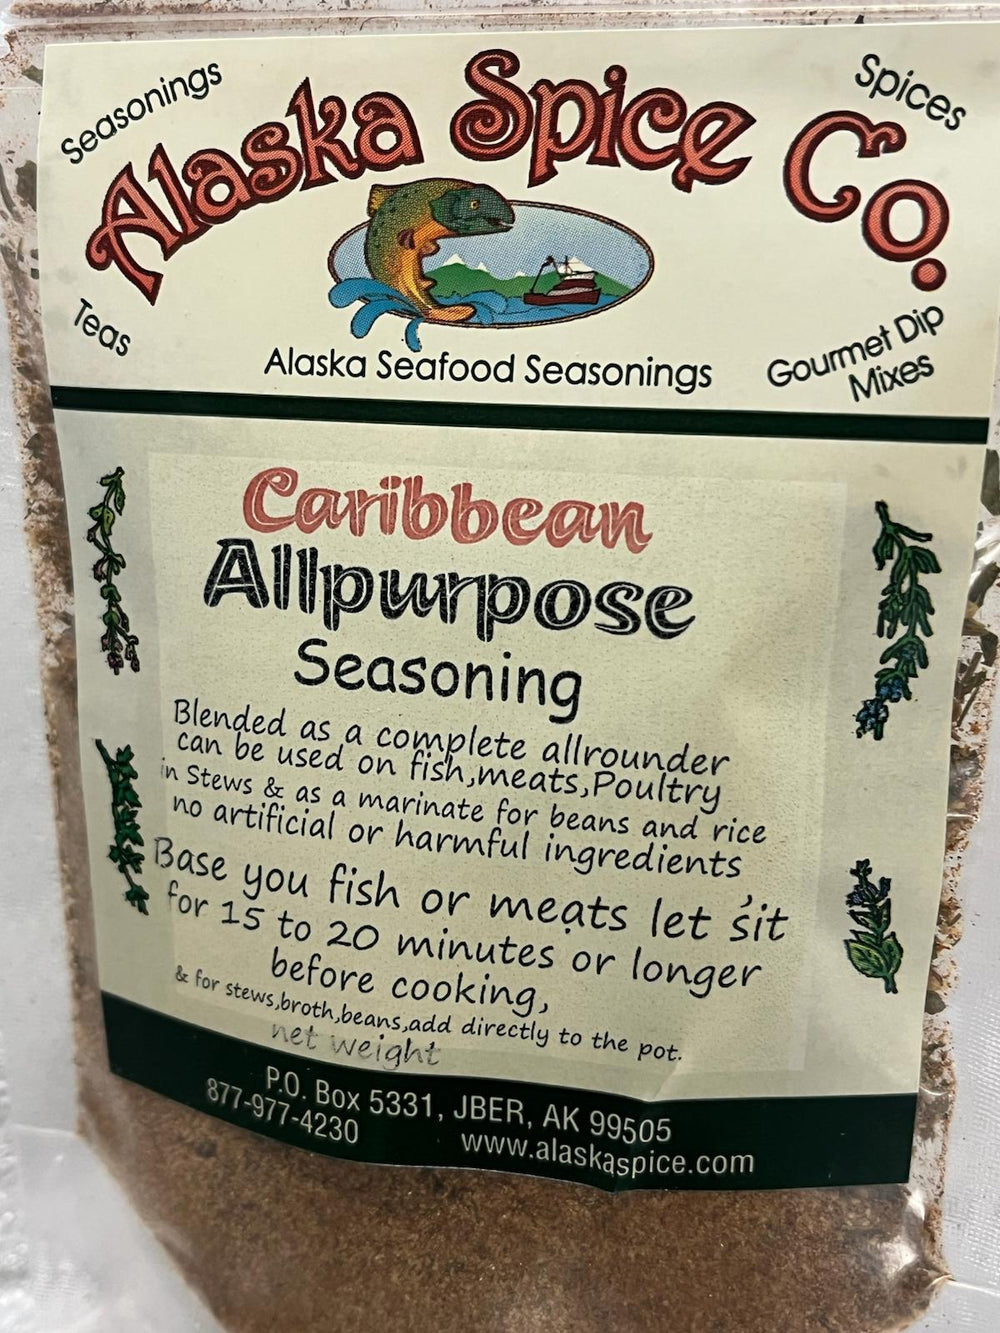 Seasonings
Spices
Alaska Spice Co.
Teas
Gourmet Dip
Mixes
Alaska Seafood Seasonings
Caribbean
Allpurpose
Seasoning
Blended as a complete allrounder
can be used on fish,meats,Poultry
in Stews & as a marinate for beans and rice
no artificial or harmful ingredients
Base you fish or meats let sit
for 15 to 20 minutes or longer
before cooking,
& for stews,broth,beans,add directly to the pot.
net weight
P.O. Box 5331, JBER, AK 99505
877-977-4230
www.alaskaspice.com